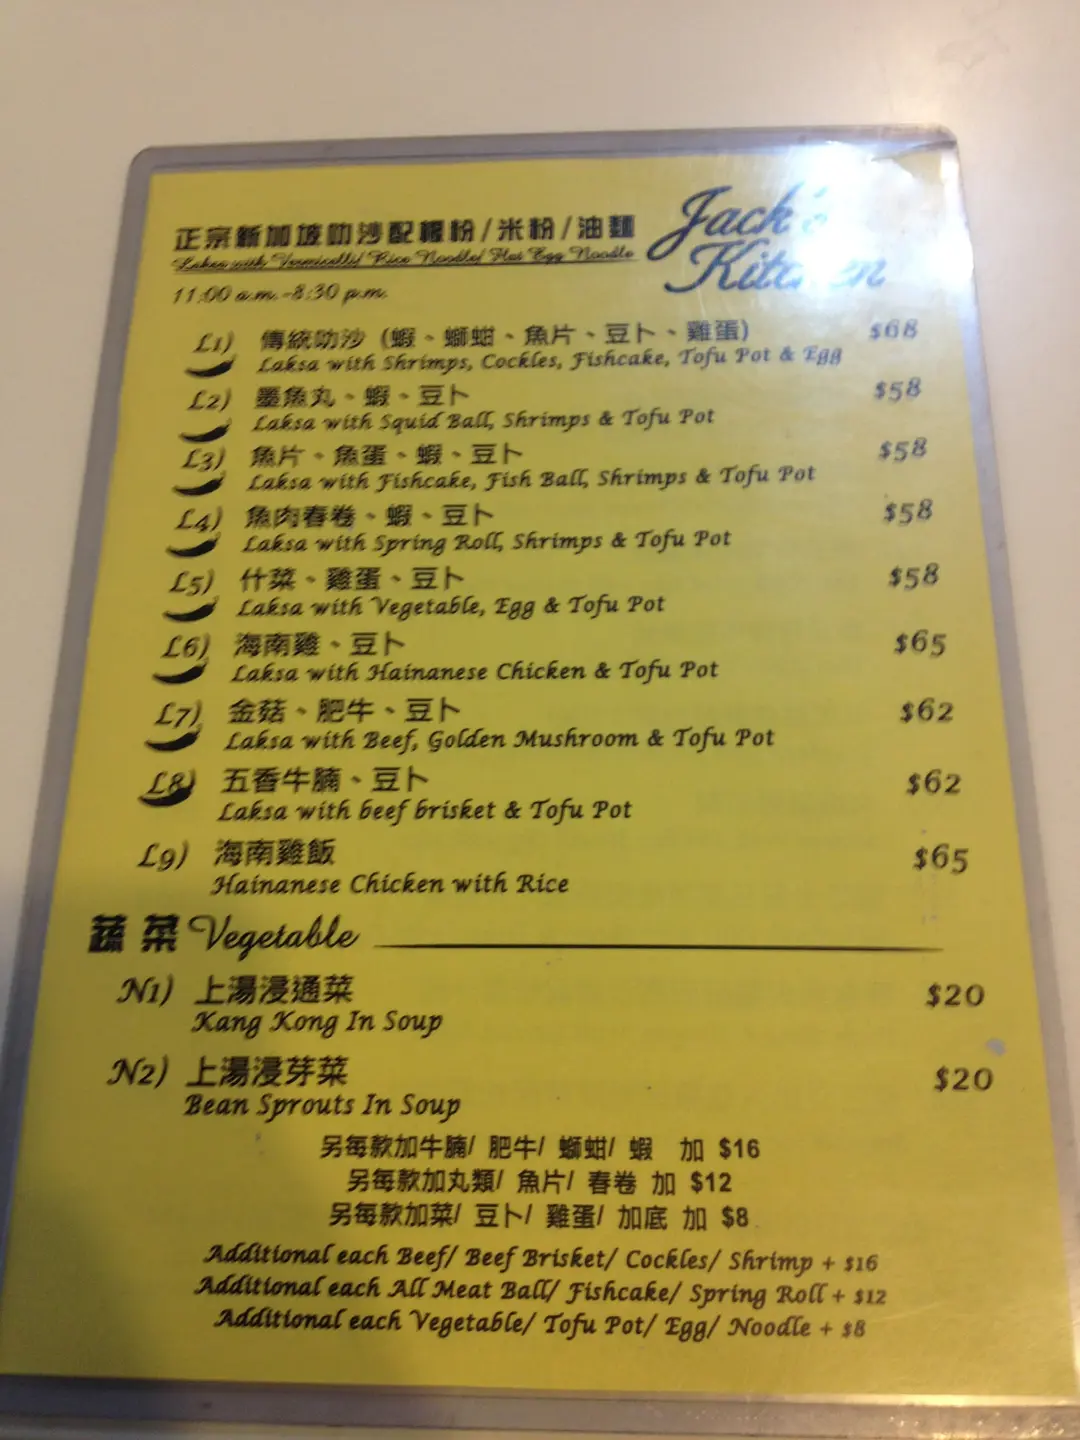 正宗新加坡叻沙配檬粉/米粉/油麵
Laksa with Vermicelli/ Rice Noodle/ Flat Egg Noodle
11:00 a.m.-8:30 p.m.
Jack's
Kitchen
L1) 傳統叻沙 (蝦、螄蚶、魚片、豆卜、雞蛋) $68
Laksa with Shrimps, Cockles, Fishcake, Tofu Pot & Egg
L2) 墨魚丸、蝦、豆卜 $58
Laksa with Squid Ball, Shrimps & Tofu Pot
L3) 魚片、魚蛋、蝦、豆卜 $58
Laksa with Fishcake, Fish Ball, Shrimps & Tofu Pot
L4) 魚肉春卷、蝦、豆卜 $58
Laksa with Spring Roll, Shrimps & Tofu Pot
L5) 什菜、雞蛋、豆卜 $58
Laksa with Vegetable, Egg & Tofu Pot
L6) 海南雞、豆卜 $65
Laksa with Hainanese Chicken & Tofu Pot
L7) 金菇、肥牛、豆卜 $62
Laksa with Beef, Golden Mushroom & Tofu Pot
L8) 五香牛腩、豆卜 $62
Laksa with beef brisket & Tofu Pot
L9) 海南雞飯 $65
Hainanese Chicken with Rice
蔬菜 Vegetable
N1) 上湯浸通菜 $20
Kang Kong In Soup
N2) 上湯浸芽菜 $20
Bean Sprouts In Soup
另每款加牛腩/ 肥牛/ 螄蚶/ 蝦 加 $16
另每款加丸類/ 魚片/ 春卷 加 $12
另每款加菜/ 豆卜/ 雞蛋/ 加底 加 $8
Additional each Beef/ Beef Brisket/ Cockles/ Shrimp + $16
Additional each All Meat Ball/ Fishcake/ Spring Roll + $12
Additional each Vegetable/ Tofu Pot/ Egg/ Noodle + $8